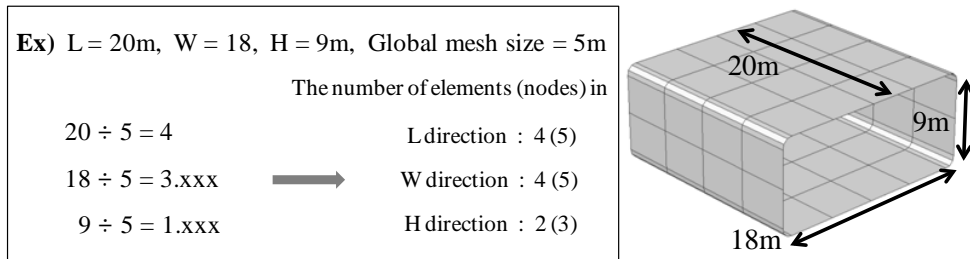 Ex) L = 20m, W = 18, H = 9m, Global mesh size = 5m
The number of elements (nodes) in
20 ÷ 5 = 4
L direction : 4 (5)
18 ÷ 5 = 3.xxx
W direction : 4 (5)
9 ÷ 5 = 1.xxx
H direction : 2 (3)
20m
9m
18m